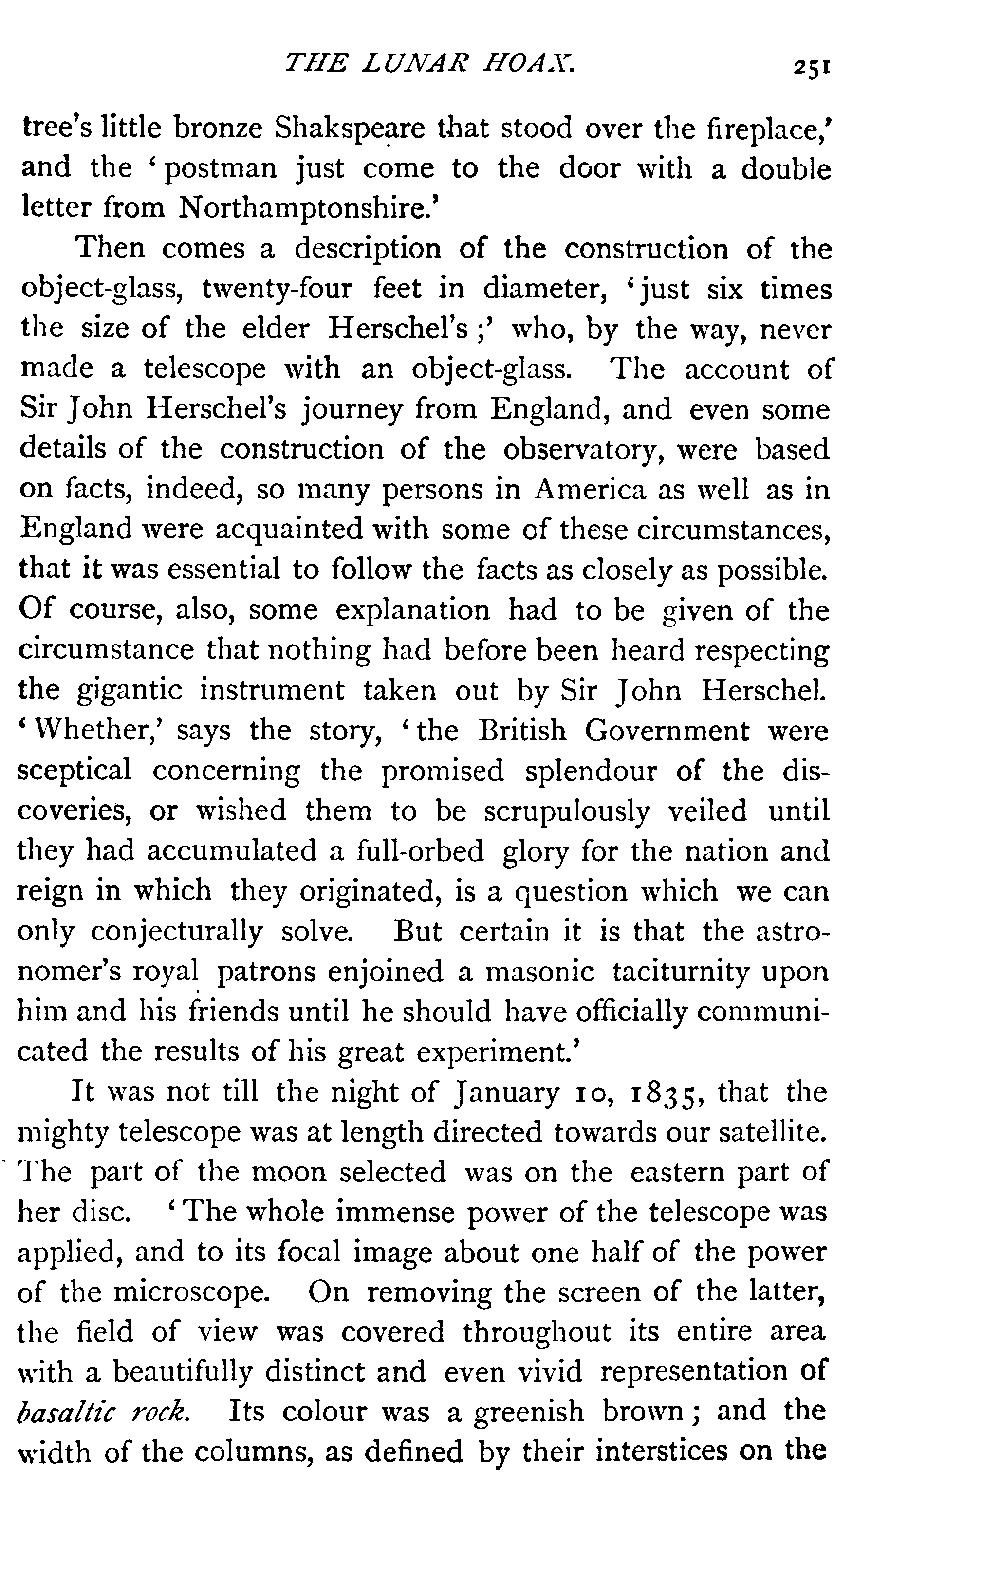 THE LUNAR HOAX. 251
tree's little bronze Shakspeare that stood over the fireplace,'
and the ‘ postman just come to the door with a double
letter from Northamptonshire.'
Then comes a description of the construction of the
object-glass, twenty-four feet in diameter, ‘ just six times
the size of the elder Herschel's ;' who, by the way, never
made a telescope with an object-glass. The account of
Sir John Herschel's journey from England, and even some
details of the construction of the observatory, were based
on facts, indeed, so many persons in America as well as in
England were acquainted with some of these circumstances,
that it was essential to follow the facts as closely as possible.
Of course, also, some explanation had to be given of the
circumstance that nothing had before been heard respecting
the gigantic instrument taken out by Sir John Herschel.
‘ Whether,' says the story, ‘ the British Government were
sceptical concerning the promised splendour of the dis-
coveries, or wished them to be scrupulously veiled until
they had accumulated a full-orbed glory for the nation and
reign in which they originated, is a question which we can
only conjecturally solve. But certain it is that the astro-
nomer's royal patrons enjoined a masonic taciturnity upon
him and his friends until he should have officially communi-
cated the results of his great experiment.'
It was not till the night of January 10, 1835, that the
mighty telescope was at length directed towards our satellite.
The part of the moon selected was on the eastern part of
her disc. ‘ The whole immense power of the telescope was
applied, and to its focal image about one half of the power
of the microscope. On removing the screen of the latter,
the field of view was covered throughout its entire area
with a beautifully distinct and even vivid representation of
basaltic rock. Its colour was a greenish brown ; and the
width of the columns, as defined by their interstices on the